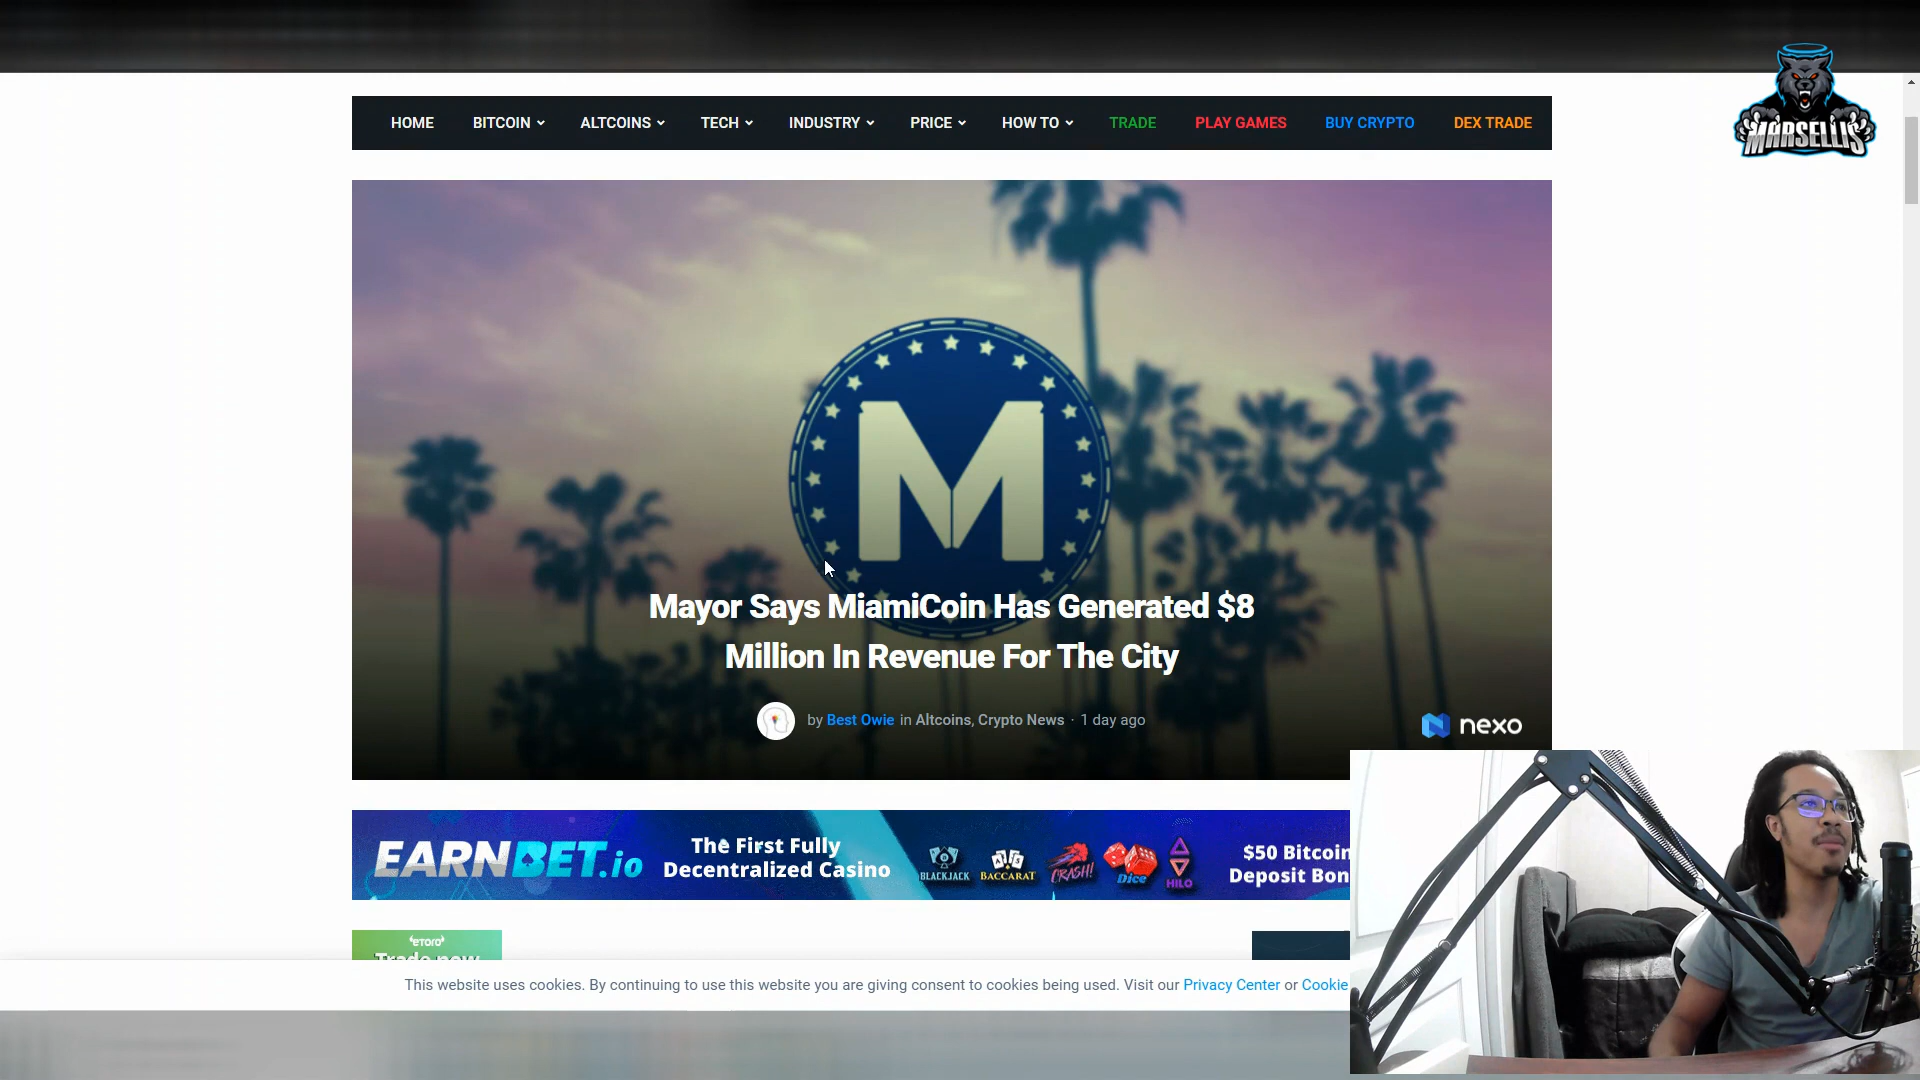 MARSELLIS
HOME BITCOIN ALTCOINS TECH INDUSTRY PRICE HOW TO TRADE PLAY GAMES BUY CRYPTO DEX TRADE
M
Mayor Says MiamiCoin Has Generated $8
Million In Revenue For The City
by Best Owie in Altcoins, Crypto News · 1 day ago
nexo
EARNBET.io
The First Fully
Decentralized Casino
BLACKJACK
BACCARAT
CRASH!
Dice
HILO
$50 Bitcoin
Deposit Bon
eToro
Trade now
This website uses cookies. By continuing to use this website you are giving consent to cookies being used. Visit our Privacy Center or Cookie